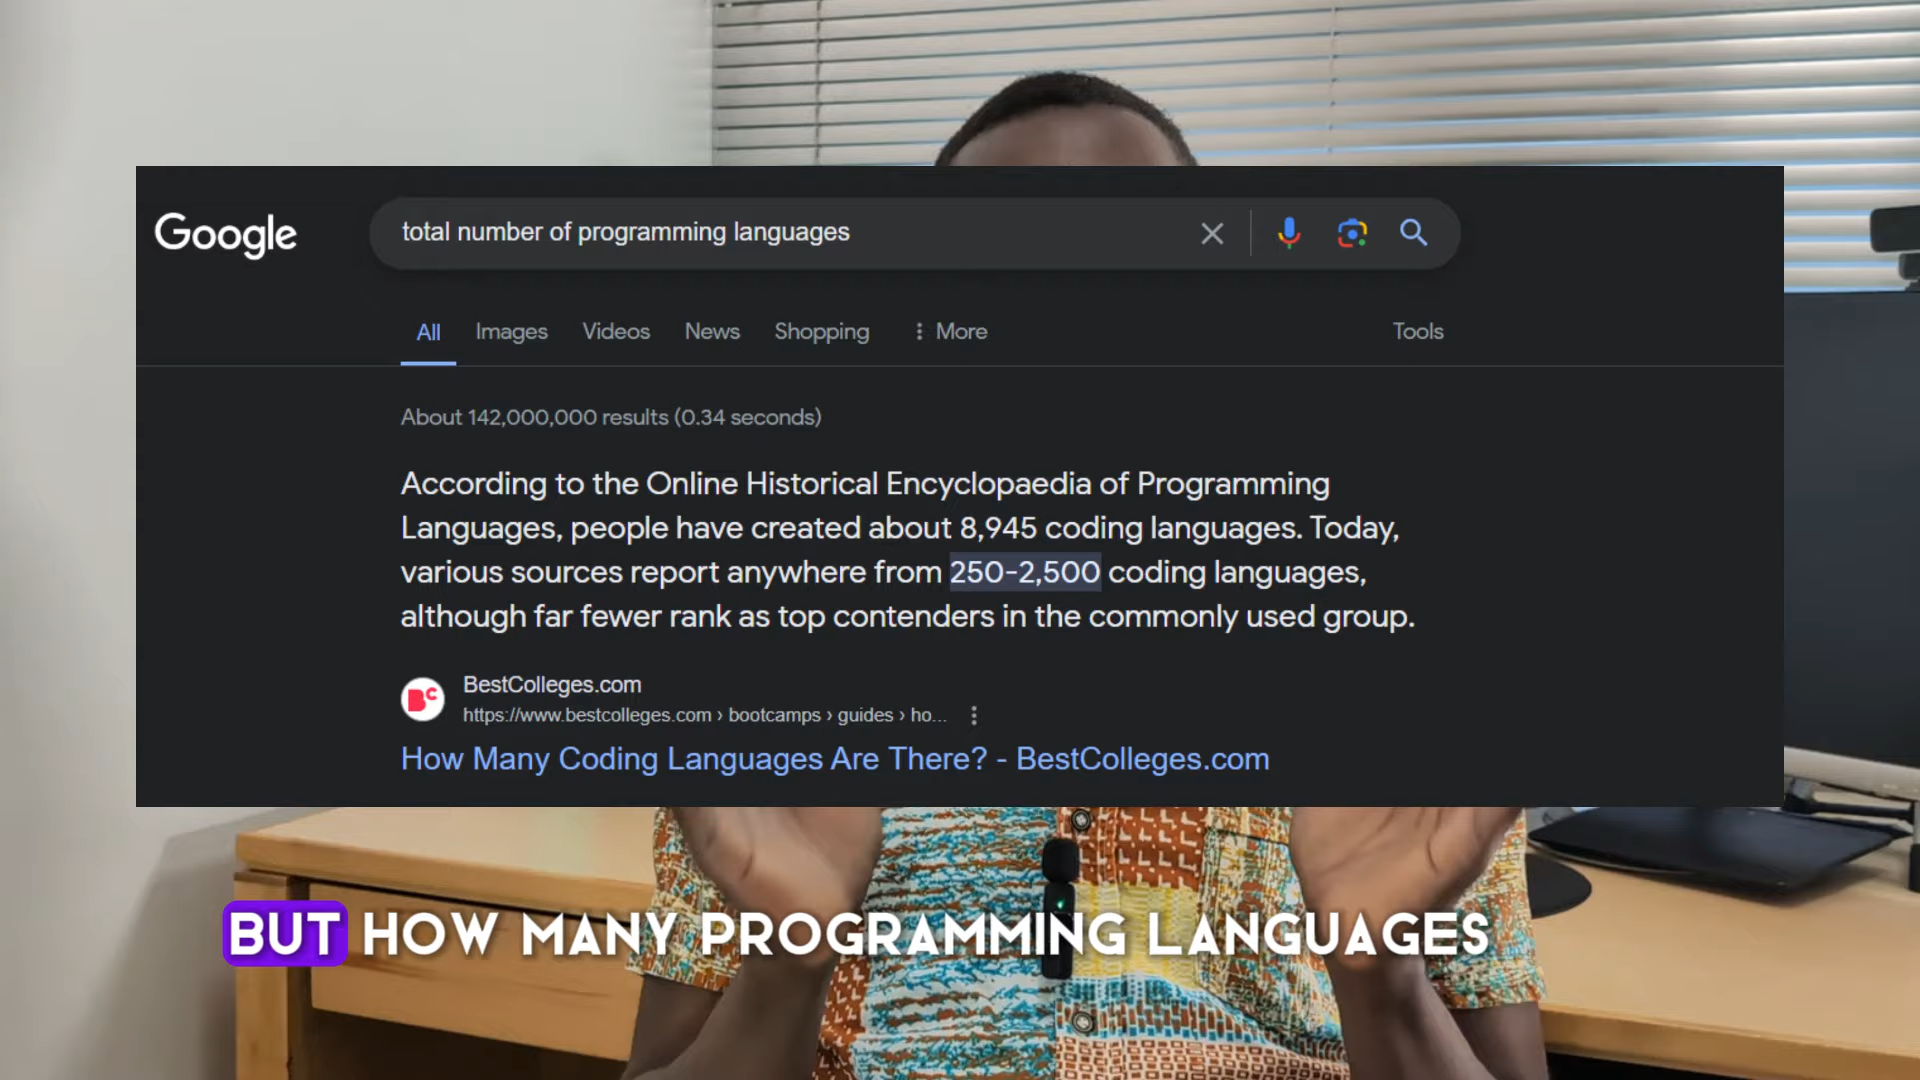 Google
total number of programming languages
All Images Videos News Shopping More Tools
About 142,000,000 results (0.34 seconds)
According to the Online Historical Encyclopaedia of Programming
Languages, people have created about 8,945 coding languages. Today,
various sources report anywhere from 250-2,500 coding languages,
although far fewer rank as top contenders in the commonly used group.
BC
BestColleges.com
https://www.bestcolleges.com › bootcamps › guides › ho...
How Many Coding Languages Are There? - BestColleges.com
BUT HOW MANY PROGRAMMING LANGUAGES